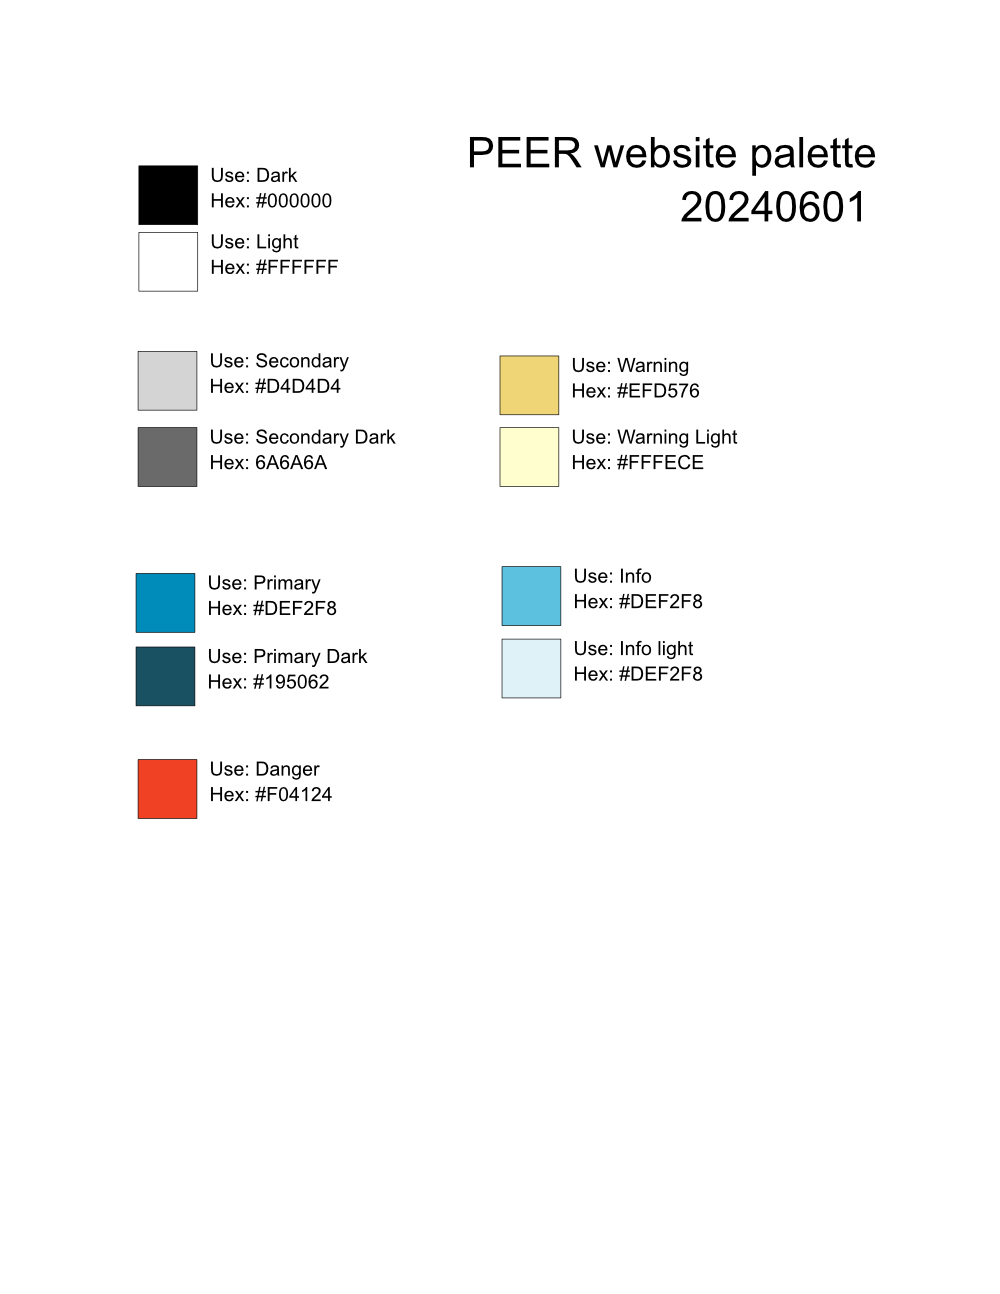 PEER website palette
20240601
Use: Dark
Hex: #000000
Use: Light
Hex: #FFFFFF
Use: Secondary
Hex: #D4D4D4
Use: Secondary Dark
Hex: 6A6A6A
Use: Warning
Hex: #EFD576
Use: Warning Light
Hex: #FFFECE
Use: Primary
Hex: #DEF2F8
Use: Primary Dark
Hex: #195062
Use: Info
Hex: #DEF2F8
Use: Info light
Hex: #DEF2F8
Use: Danger
Hex: #F04124